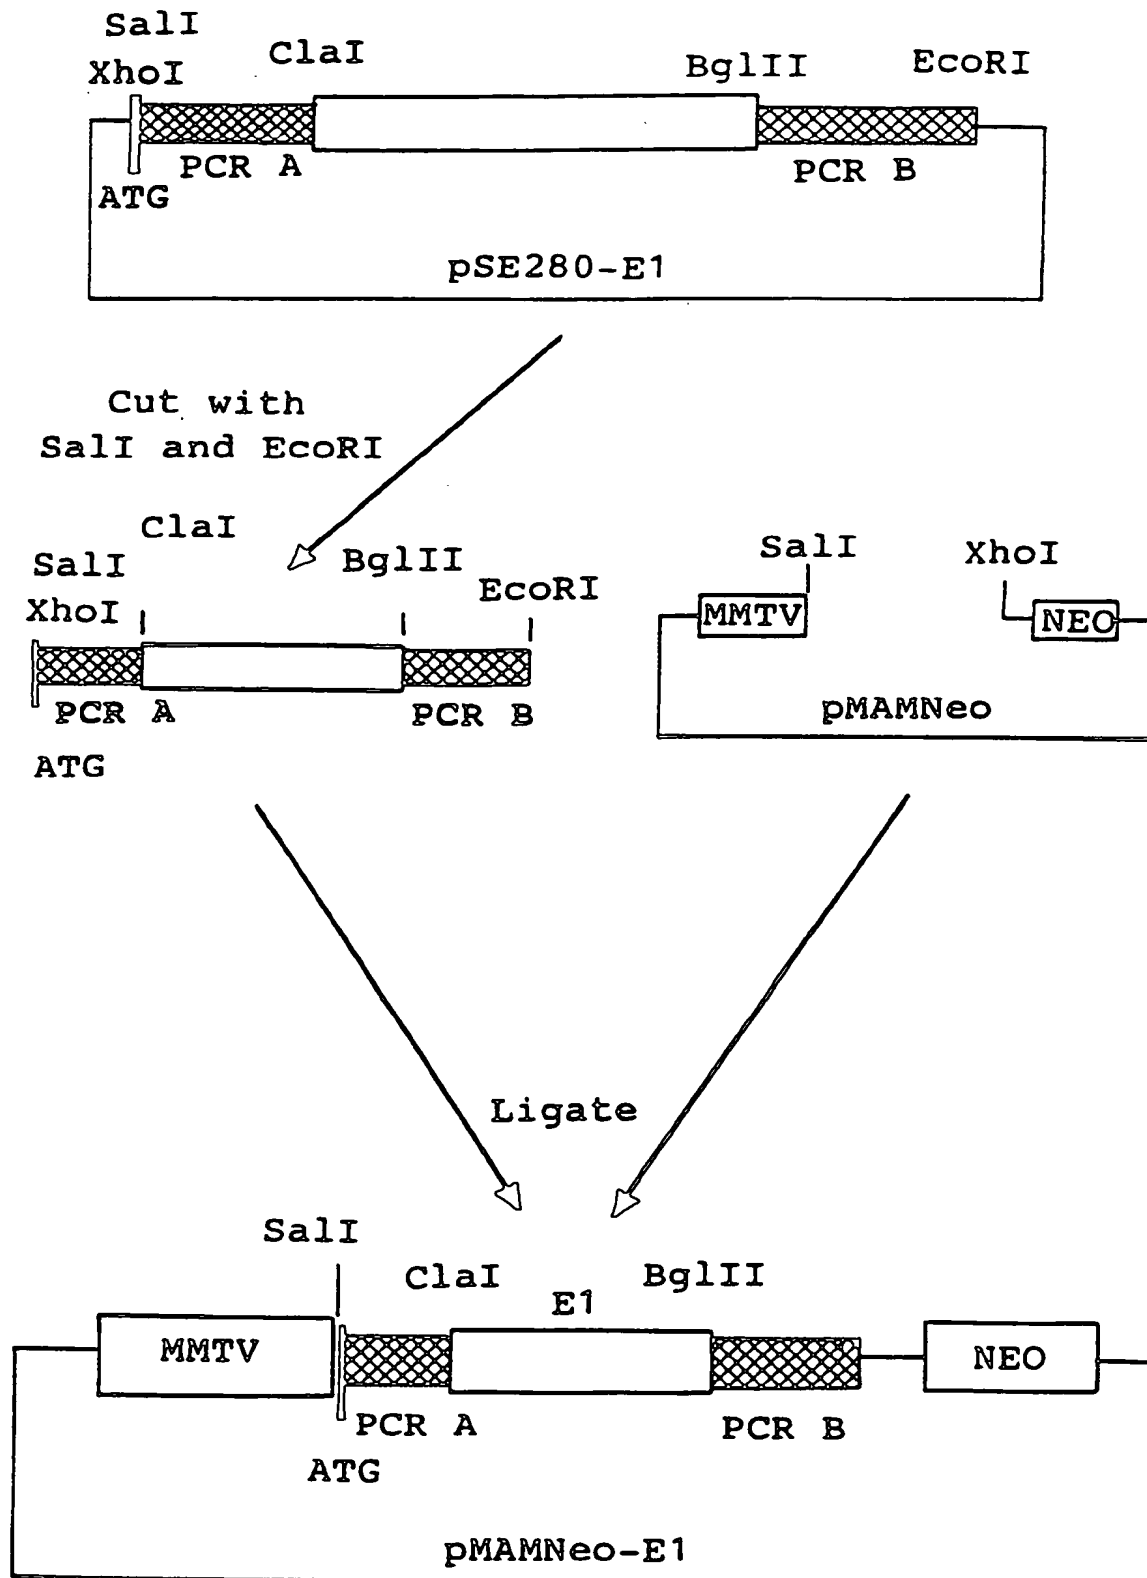 SalI
XhoI
ClaI
BglII
EcoRI
PCR A
PCR B
ATG
pSE280-E1
Cut with
SalI and EcoRI
ClaI
SalI
XhoI
BglII
EcoRI
PCR A
PCR B
ATG
SalI
XhoI
MMTV
NEO
pMAMNeo
Ligate
SalI
ClaI
E1
BglII
MMTV
NEO
PCR A
PCR B
ATG
pMAMNeo-E1